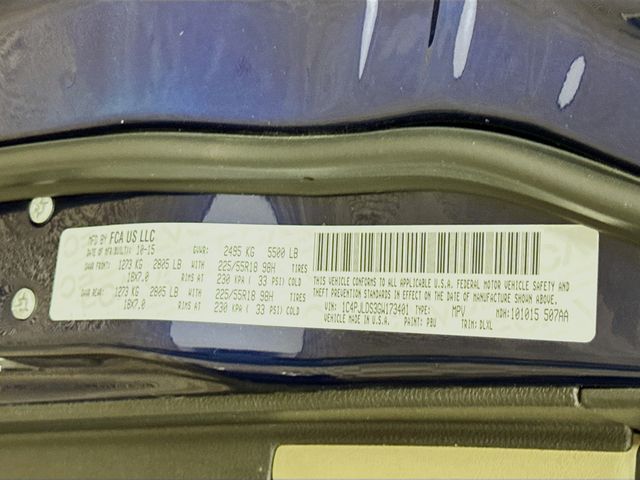 MFD BY FCA US LLC
DATE OF MFR/BUILT: 10-15 GVWR: 2495 KG 5500 LB
GAWR FRONT: 1273 KG 2805 LB WITH 225/55R18 98H TIRES
18X7.0 RIMS AT 230 KPA ( 33 PSI) COLD
GAWR REAR: 1273 KG 2805 LB WITH 225/55R18 98H TIRES
18X7.0 RIMS AT 230 KPA ( 33 PSI) COLD
THIS VEHICLE CONFORMS TO ALL APPLICABLE U.S.A. FEDERAL MOTOR VEHICLE SAFETY, BUMPER AND
THEFT PREVENTION STANDARDS IN EFFECT ON THE DATE OF MANUFACTURE SHOWN ABOVE.
VIN: 1C4PJLDS3GW173401 TYPE: MPV MDH: 101015 507AA
VEHICLE MADE IN U.S.A. PAINT: PBU TRIM: DLXL